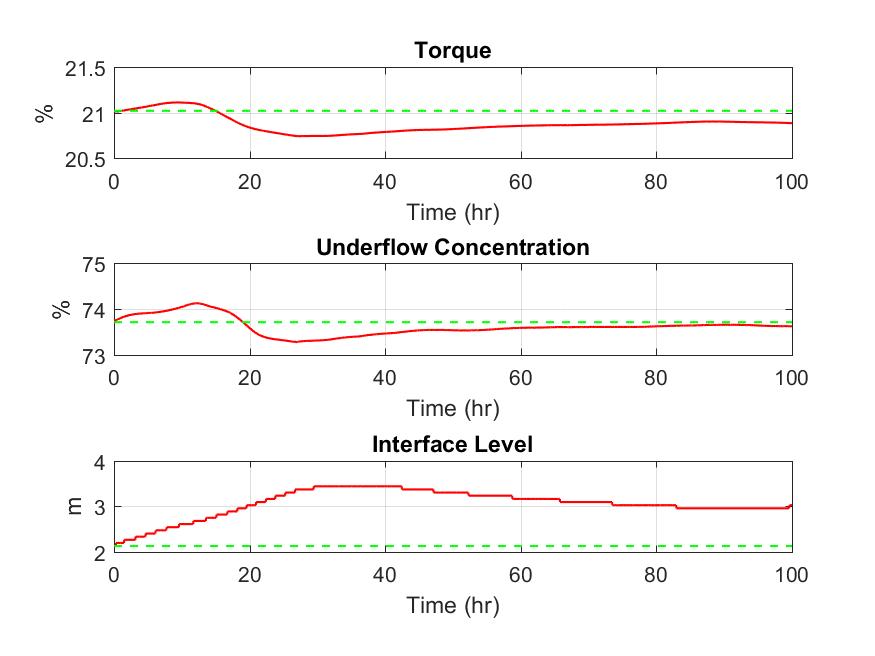 Torque
21.5
21
20.5
%
0 20 40 60 80 100
Time (hr)
Underflow Concentration
75
74
73
%
0 20 40 60 80 100
Time (hr)
Interface Level
4
3
2
m
0 20 40 60 80 100
Time (hr)